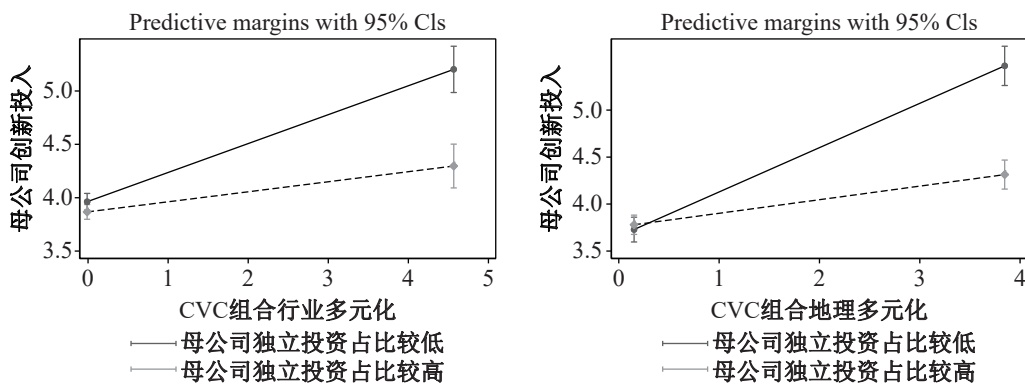 Predictive margins with 95% Cls
母公司创新投入
5.0
4.5
4.0
3.5
0 1 2 3 4 5
CVC组合行业多元化
母公司独立投资占比较低
母公司独立投资占比较高
Predictive margins with 95% Cls
母公司创新投入
5.0
4.5
4.0
3.5
0 1 2 3 4
CVC组合地理多元化
母公司独立投资占比较低
母公司独立投资占比较高